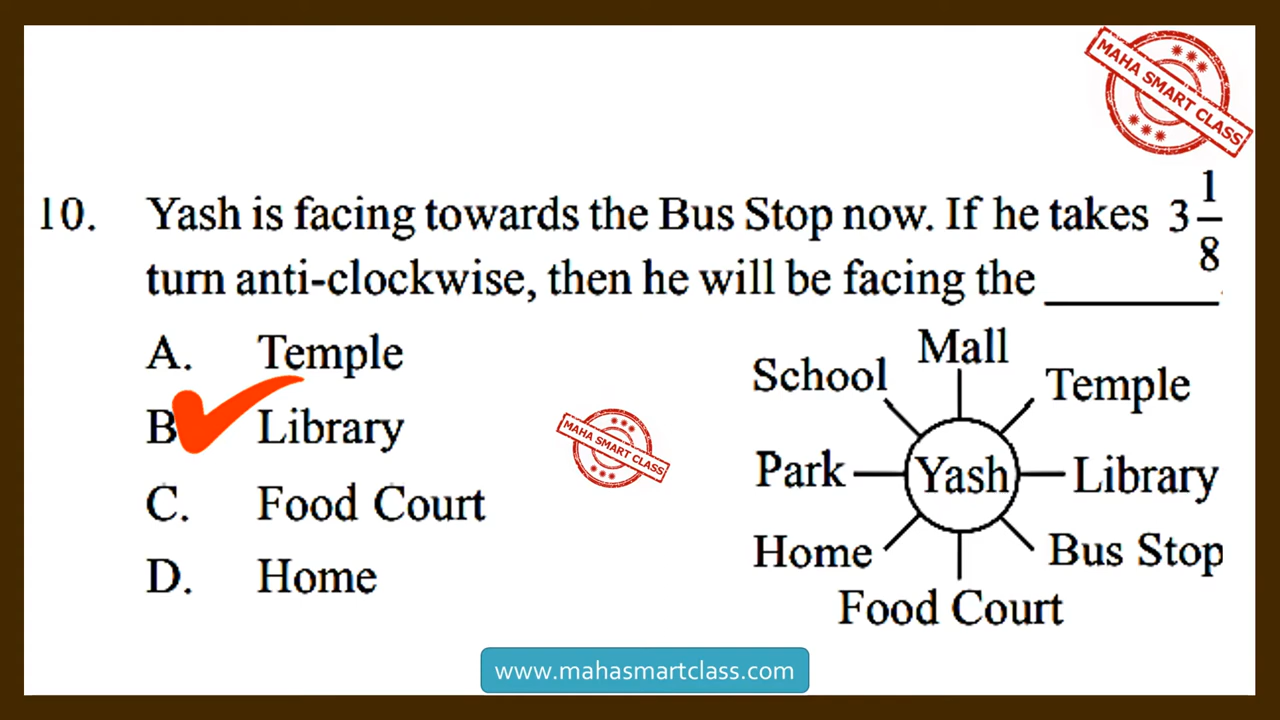 MAHA SMART CLASS
10. Yash is facing towards the Bus Stop now. If he takes 3 1/8
turn anti-clockwise, then he will be facing the ________.
A. Temple
B Library
C. Food Court
D. Home
Mall
School
Temple
Park
Yash
Library
Home
Bus Stop
Food Court
MAHA SMART CLASS
www.mahasmartclass.com